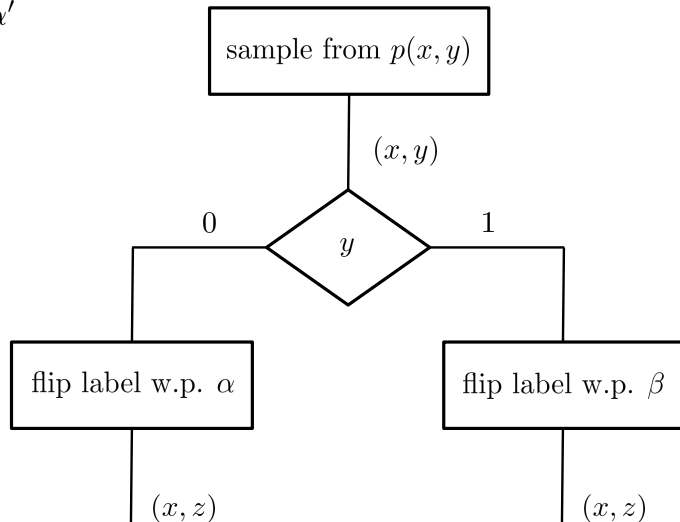 α′
sample from p(x, y)
(x, y)
0
1
y
flip label w.p. α
flip label w.p. β
(x, z)
(x, z)